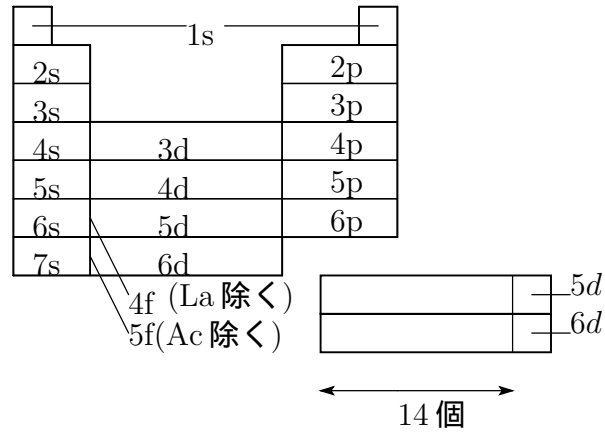 1s
2s 2p
3s 3p
4s 3d 4p
5s 4d 5p
6s 5d 6p
7s 6d
4f (La 除く)
5f(Ac 除く)
5d
6d
14 個